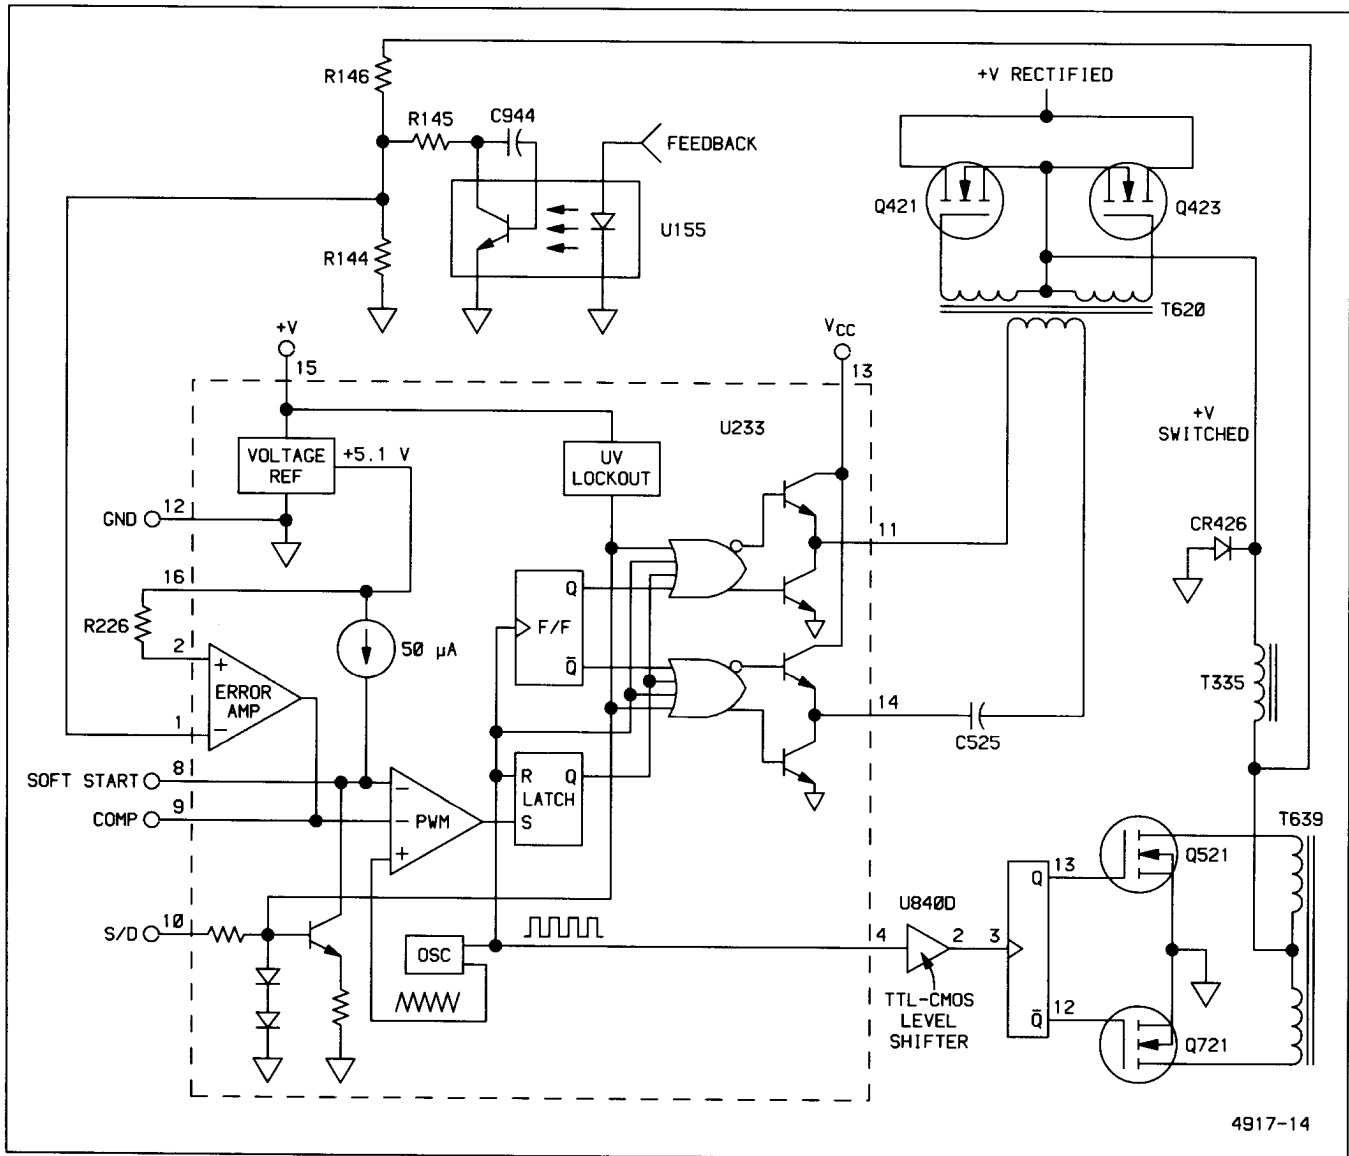 R146
+V RECTIFIED
R145
C944
FEEDBACK
Q421
Q423
U155
R144
T620
+V
VCC
15
13
U233
+V
SWITCHED
VOLTAGE
REF
+5.1 V
UV
LOCKOUT
GND
12
11
CR426
16
R226
50 µA
Q
F/F
Q̄
2
+
ERROR
AMP
−
1
T335
14
C525
SOFT START
8
R
Q
LATCH
S
COMP
9
−
−
PWM
+
T639
Q521
13
Q
U840D
S/D
10
OSC
4
2
3
TTL-CMOS
LEVEL
SHIFTER
12
Q̄
Q721
4917-14